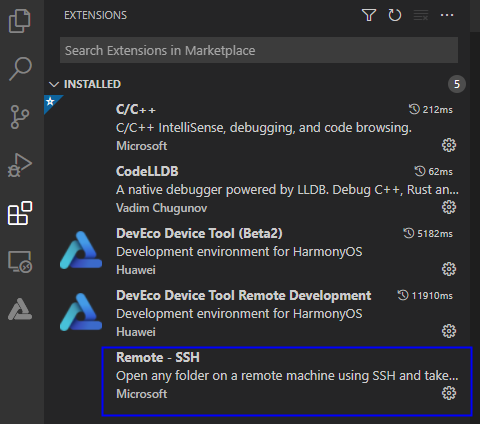 EXTENSIONS
Search Extensions in Marketplace
INSTALLED 5
C/C++ 212ms
C/C++ IntelliSense, debugging, and code browsing.
Microsoft
CodeLLDB 62ms
A native debugger powered by LLDB. Debug C++, Rust an...
Vadim Chugunov
DevEco Device Tool (Beta2) 5182ms
Development environment for HarmonyOS
Huawei
DevEco Device Tool Remote Development 11910ms
Development environment for HarmonyOS
Huawei
Remote - SSH
Open any folder on a remote machine using SSH and take...
Microsoft